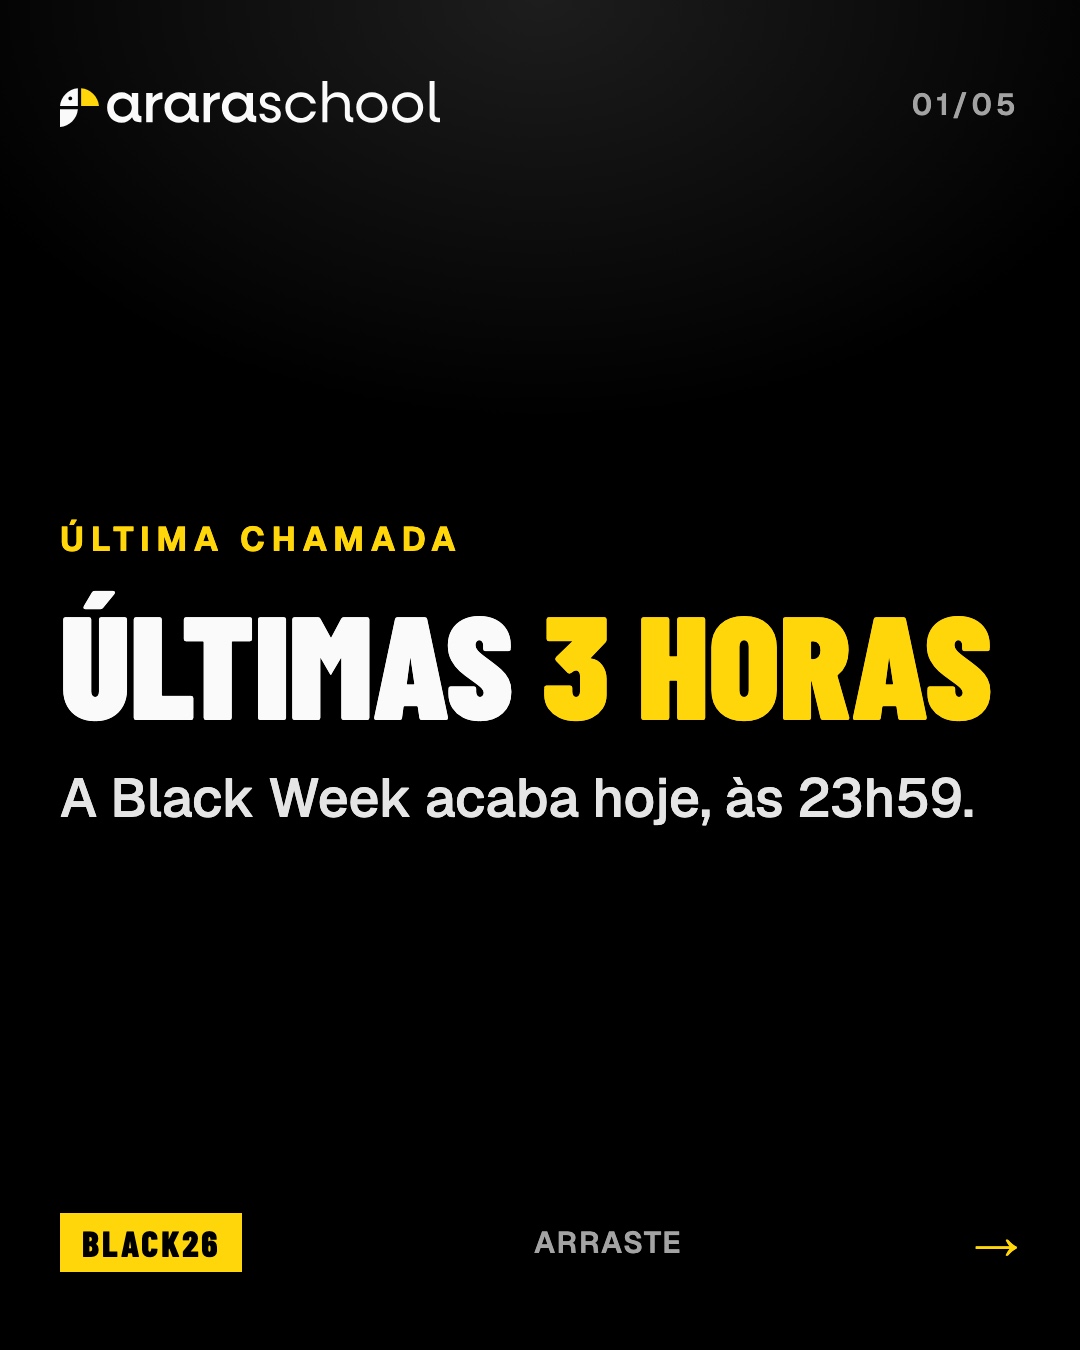 araraschool
01/05
ÚLTIMA CHAMADA
ÚLTIMAS 3 HORAS
A Black Week acaba hoje, às 23h59.
BLACK26
ARRASTE
→